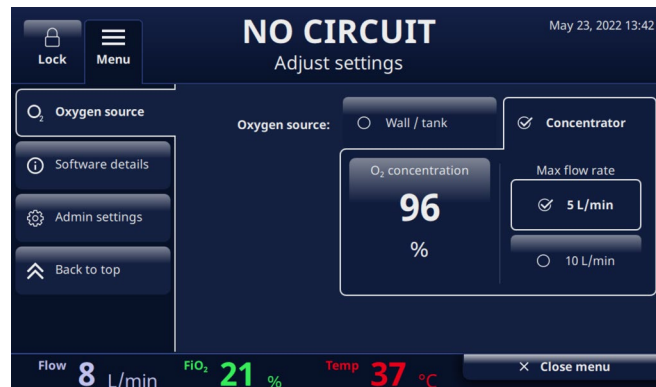 NO CIRCUIT
May 23, 2022 13:42
Lock
Menu
Adjust settings
O₂ Oxygen source
Oxygen source:
Wall / tank
Concentrator
Software details
Admin settings
Back to top
O₂ concentration
96
%
Max flow rate
5 L/min
10 L/min
Flow 8 L/min
FiO₂ 21 %
Temp 37 °C
× Close menu